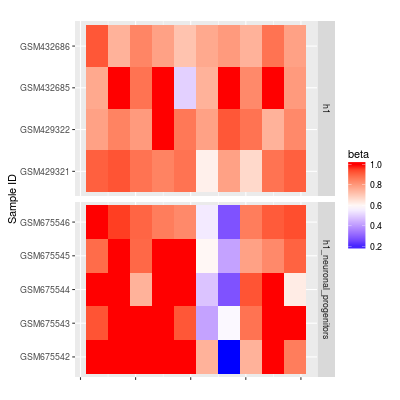 Sample ID
GSM432686
GSM432685
GSM429322
GSM429321
h1
GSM675546
GSM675545
GSM675544
GSM675543
GSM675542
h1_neuronal_progenitors
beta
1.0
0.8
0.6
0.4
0.2